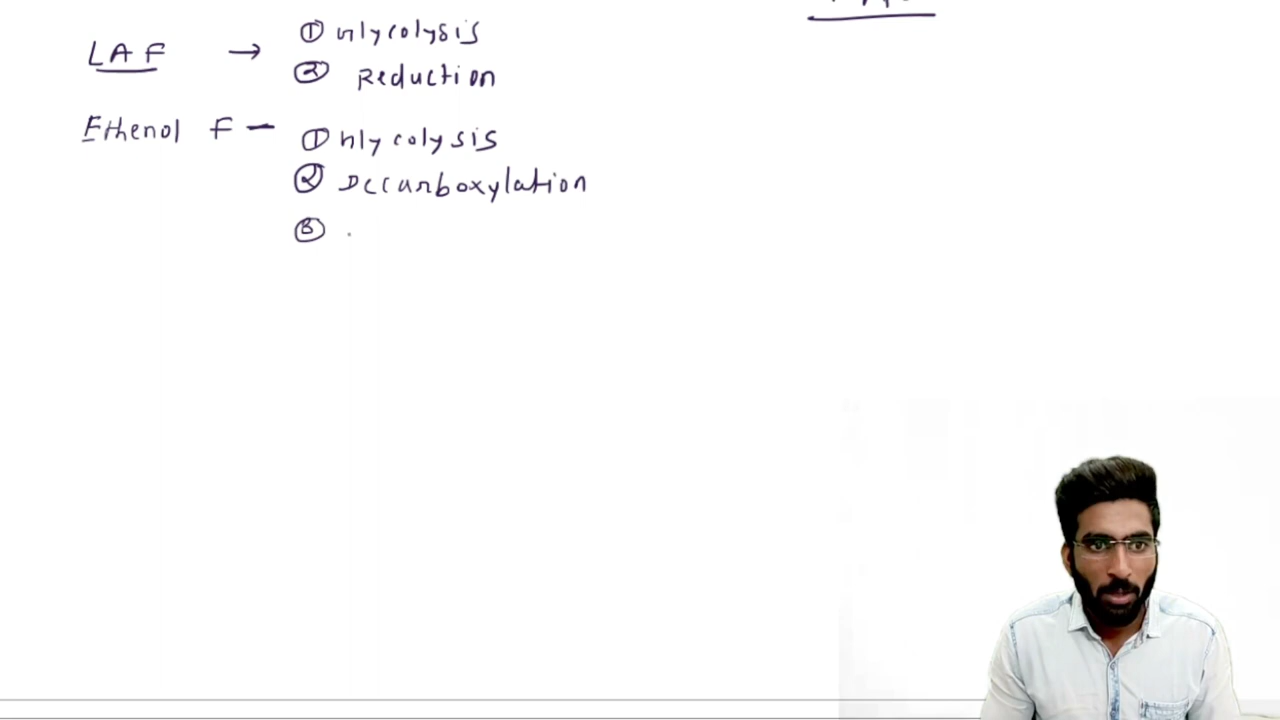 ① Glycolysis
LAF →
② Reduction
Ethenol F - ① Glycolysis
② Decarboxylation
③